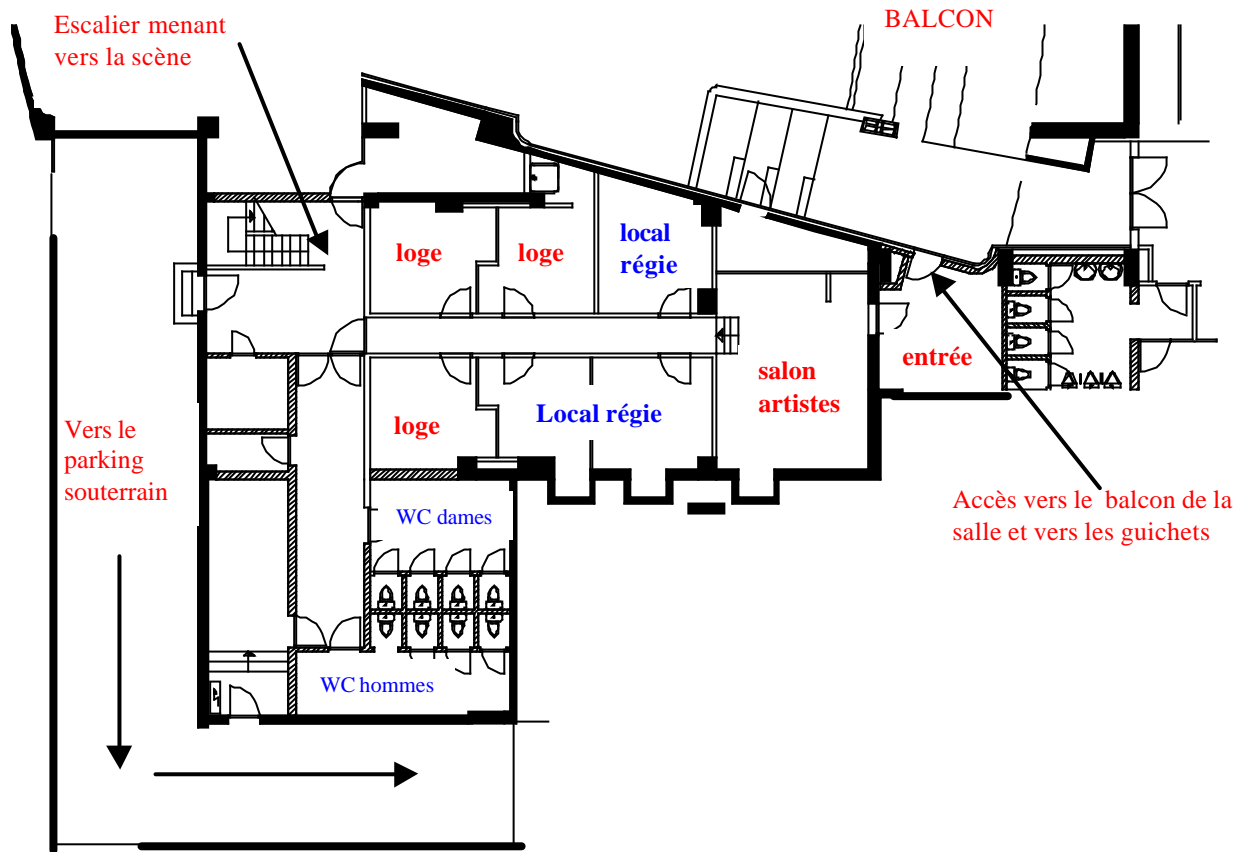 Escalier menant
vers la scène
BALCON
loge
loge
local
régie
entrée
salon
artistes
loge
Local régie
Vers le
parking
souterrain
Accès vers le balcon de la
salle et vers les guichets
WC dames
WC hommes